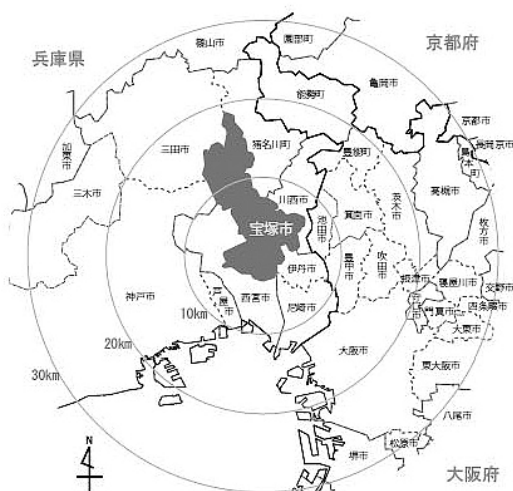 篠山市
園部町
京都府
兵庫県
能勢町
亀岡市
京都市
長岡京市
島本町
加東市
三田市
猪名川町
豊能町
三木市
茨木市
高槻市
川西市
池田市
箕面市
枚方市
宝塚市
豊中市
吹田市
伊丹市
摂津市
寝屋川市
交野市
神戸市
芦屋市
西宮市
尼崎市
守口市
門真市
四条畷市
大東市
10km
20km
大阪市
東大阪市
30km
八尾市
松原市
堺市
N
大阪府